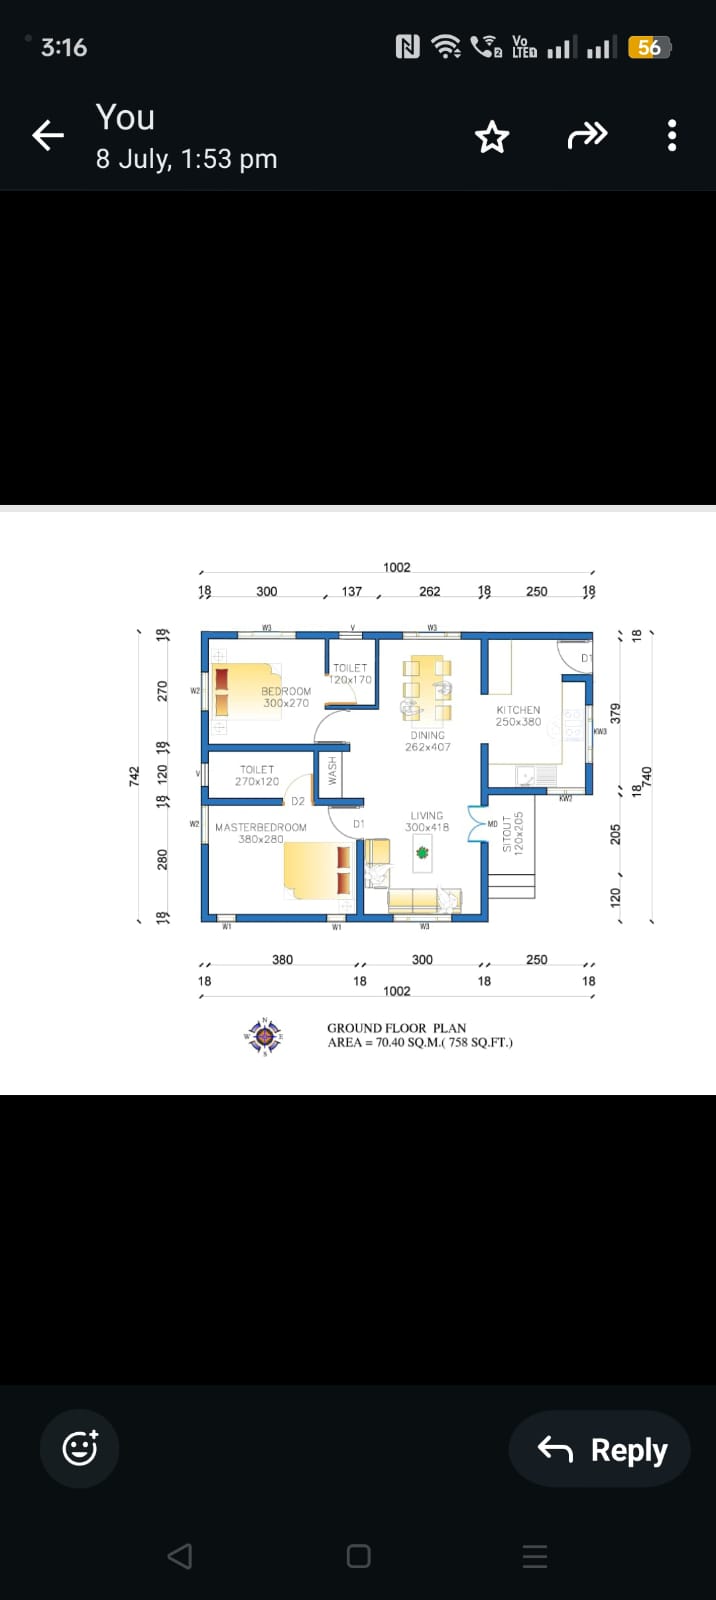 3:16
Vo
LTE 2
56
You
8 July, 1:53 pm
1002
18 300 137 262 18 250 18
W3 V W3
18
270
18
120
18
280
18
742
W2
V
W2
BEDROOM
300x270
TOILET
120x170
DINING
262x407
KITCHEN
250x380
D1
KW3
KW2
TOILET
270x120
WASH
D2
D1
MASTERBEDROOM
380x280
LIVING
300x418
MD
SITOUT
120x205
W1 W1 W3
18
379
18
205
120
740
380 300 250
18 18 18 18
1002
N
W E
S
GROUND FLOOR PLAN
AREA = 70.40 SQ.M.( 758 SQ.FT.)
Reply